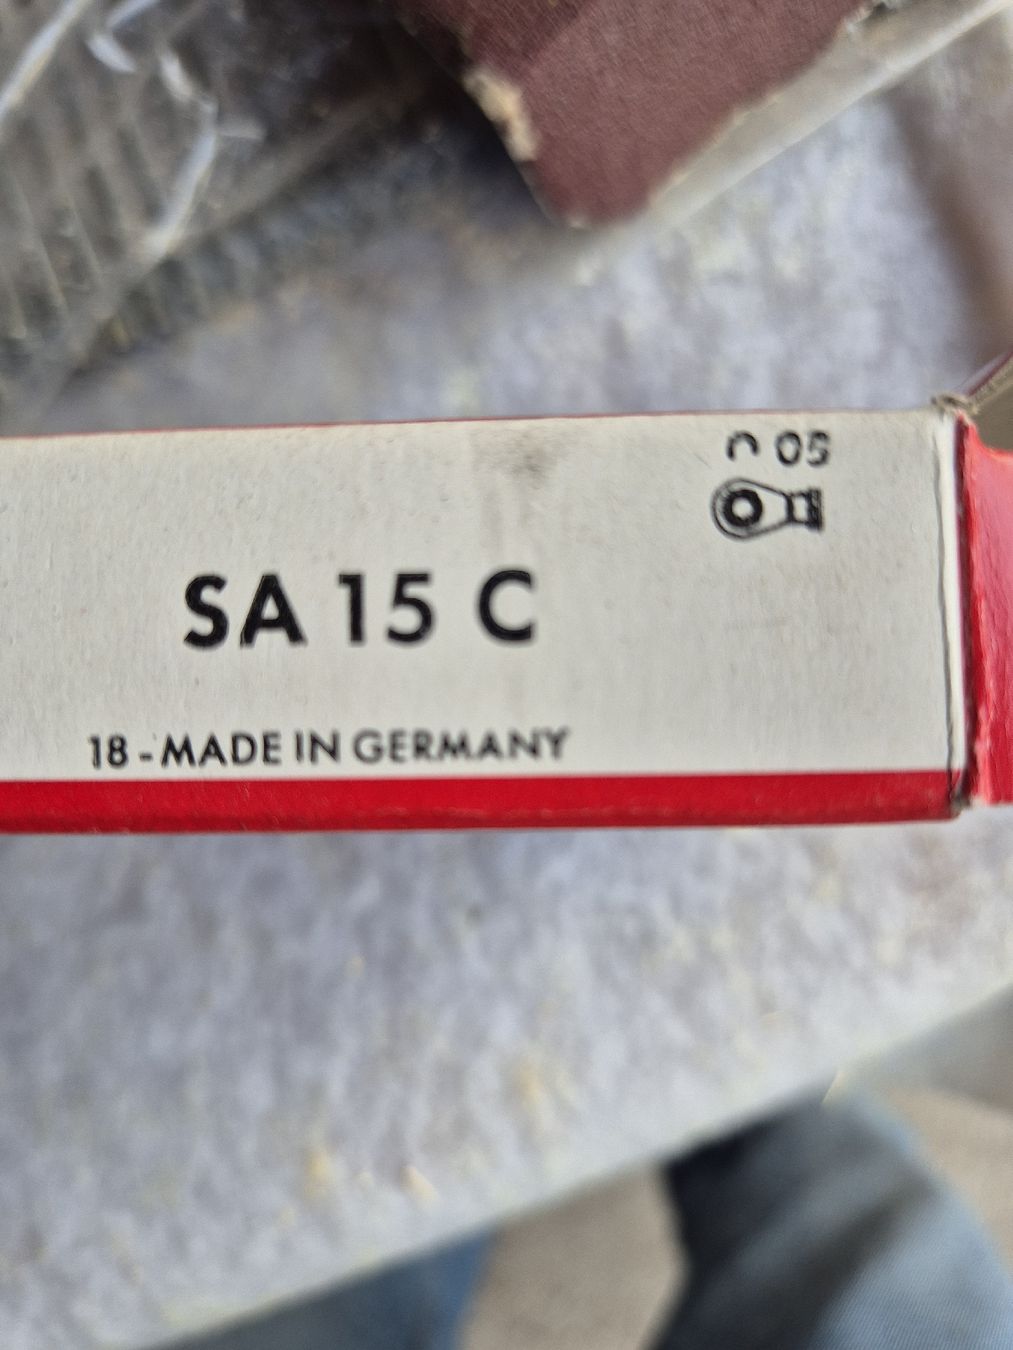 05
SA 15 C
18-MADE IN GERMANY